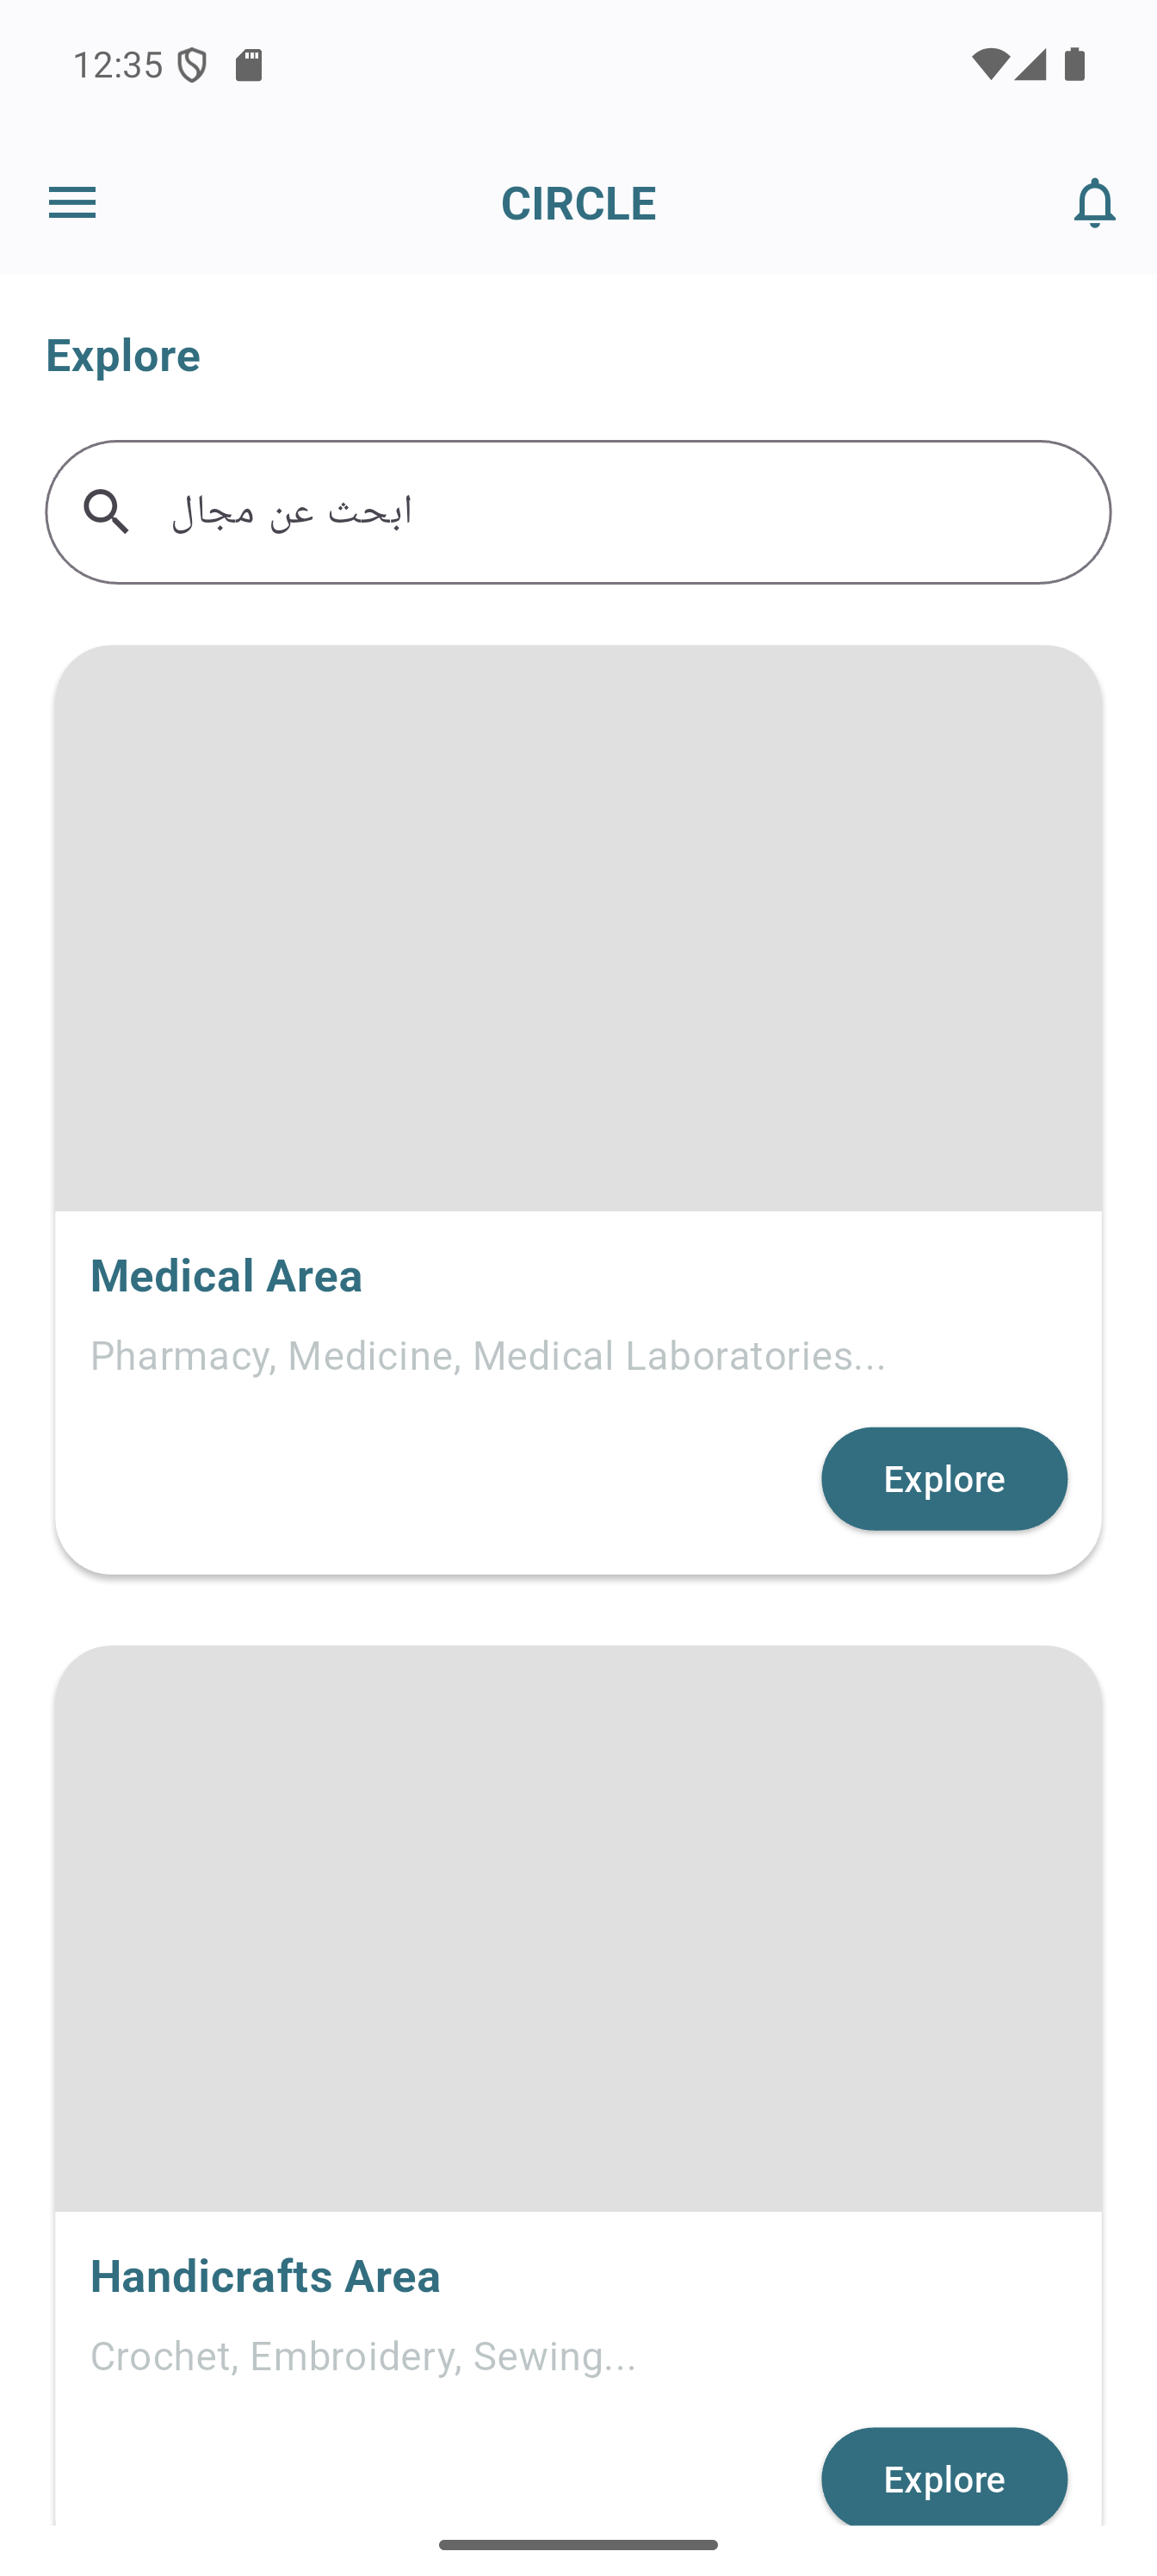 12:35
CIRCLE
Explore
ابحث عن مجال
Medical Area
Pharmacy, Medicine, Medical Laboratories...
Explore
Handicrafts Area
Crochet, Embroidery, Sewing...
Explore